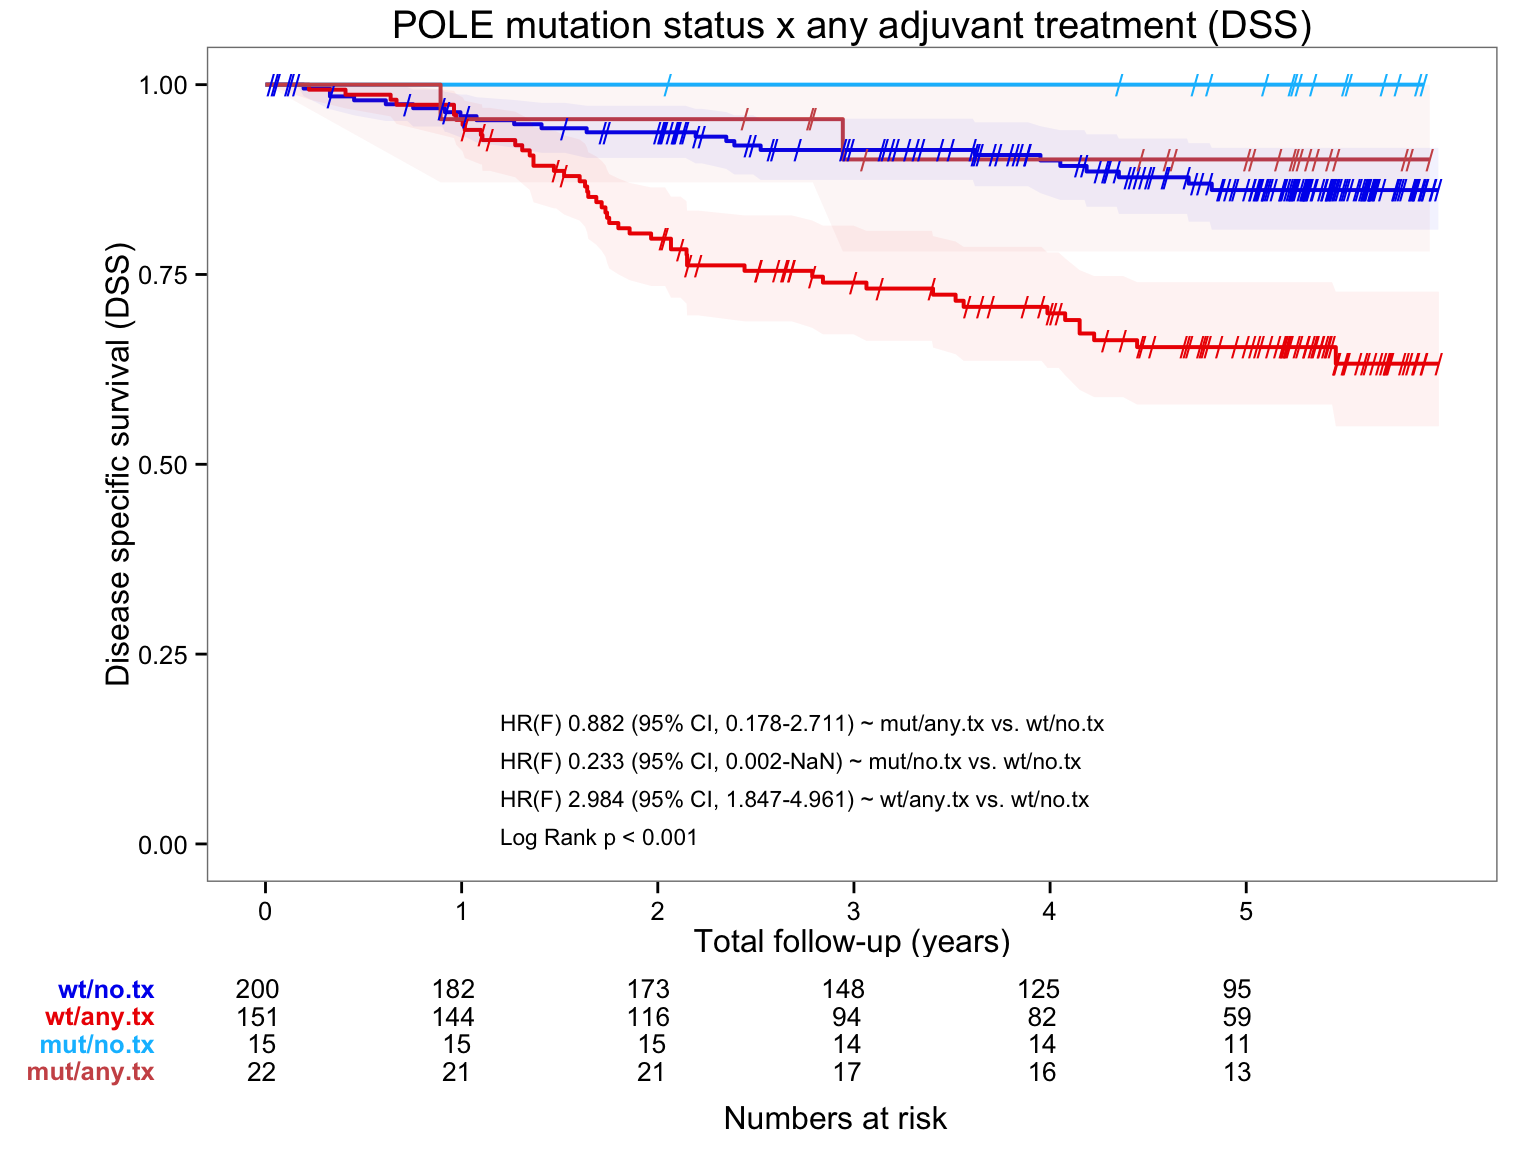 POLE mutation status x any adjuvant treatment (DSS)
Disease specific survival (DSS)
1.00
0.75
0.50
0.25
0.00
HR(F) 0.882 (95% CI, 0.178-2.711) ~ mut/any.tx vs. wt/no.tx
HR(F) 0.233 (95% CI, 0.002-NaN) ~ mut/no.tx vs. wt/no.tx
HR(F) 2.984 (95% CI, 1.847-4.961) ~ wt/any.tx vs. wt/no.tx
Log Rank p < 0.001
0 1 2 3 4 5
Total follow-up (years)
wt/no.tx 200 182 173 148 125 95
wt/any.tx 151 144 116 94 82 59
mut/no.tx 15 15 15 14 14 11
mut/any.tx 22 21 21 17 16 13
Numbers at risk